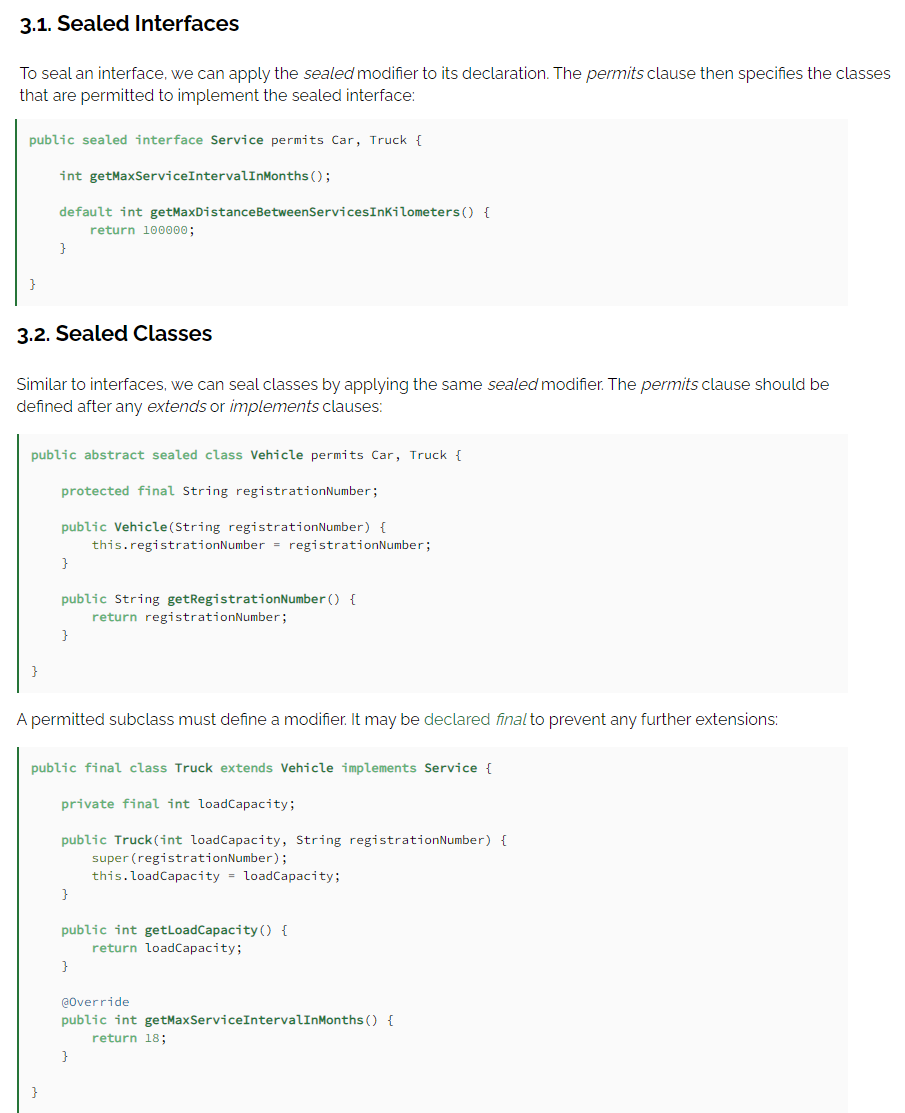 3.1. Sealed Interfaces
To seal an interface, we can apply the sealed modifier to its declaration. The permits clause then specifies the classes
that are permitted to implement the sealed interface:
public sealed interface Service permits Car, Truck {
    int getMaxServiceIntervalInMonths();
    default int getMaxDistanceBetweenServicesInKilometers() {
        return 100000;
    }
}
3.2. Sealed Classes
Similar to interfaces, we can seal classes by applying the same sealed modifier. The permits clause should be
defined after any extends or implements clauses:
public abstract sealed class Vehicle permits Car, Truck {
    protected final String registrationNumber;
    public Vehicle(String registrationNumber) {
        this.registrationNumber = registrationNumber;
    }
    public String getRegistrationNumber() {
        return registrationNumber;
    }
}
A permitted subclass must define a modifier. It may be declared final to prevent any further extensions:
public final class Truck extends Vehicle implements Service {
    private final int loadCapacity;
    public Truck(int loadCapacity, String registrationNumber) {
        super(registrationNumber);
        this.loadCapacity = loadCapacity;
    }
    public int getLoadCapacity() {
        return loadCapacity;
    }
    @Override
    public int getMaxServiceIntervalInMonths() {
        return 18;
    }
}